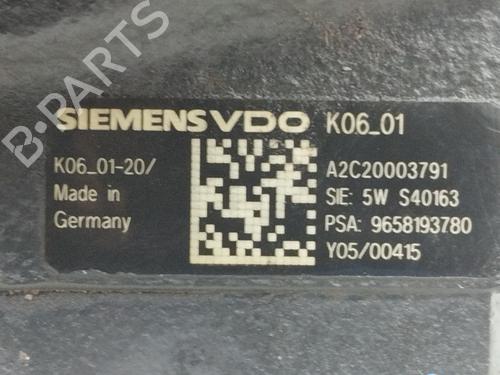 B-PARTS
SIEMENS VDO K06_01
K06_01-20/
Made in
Germany
A2C20003791
SIE: 5W S40163
PSA: 9658193780
Y05/00415